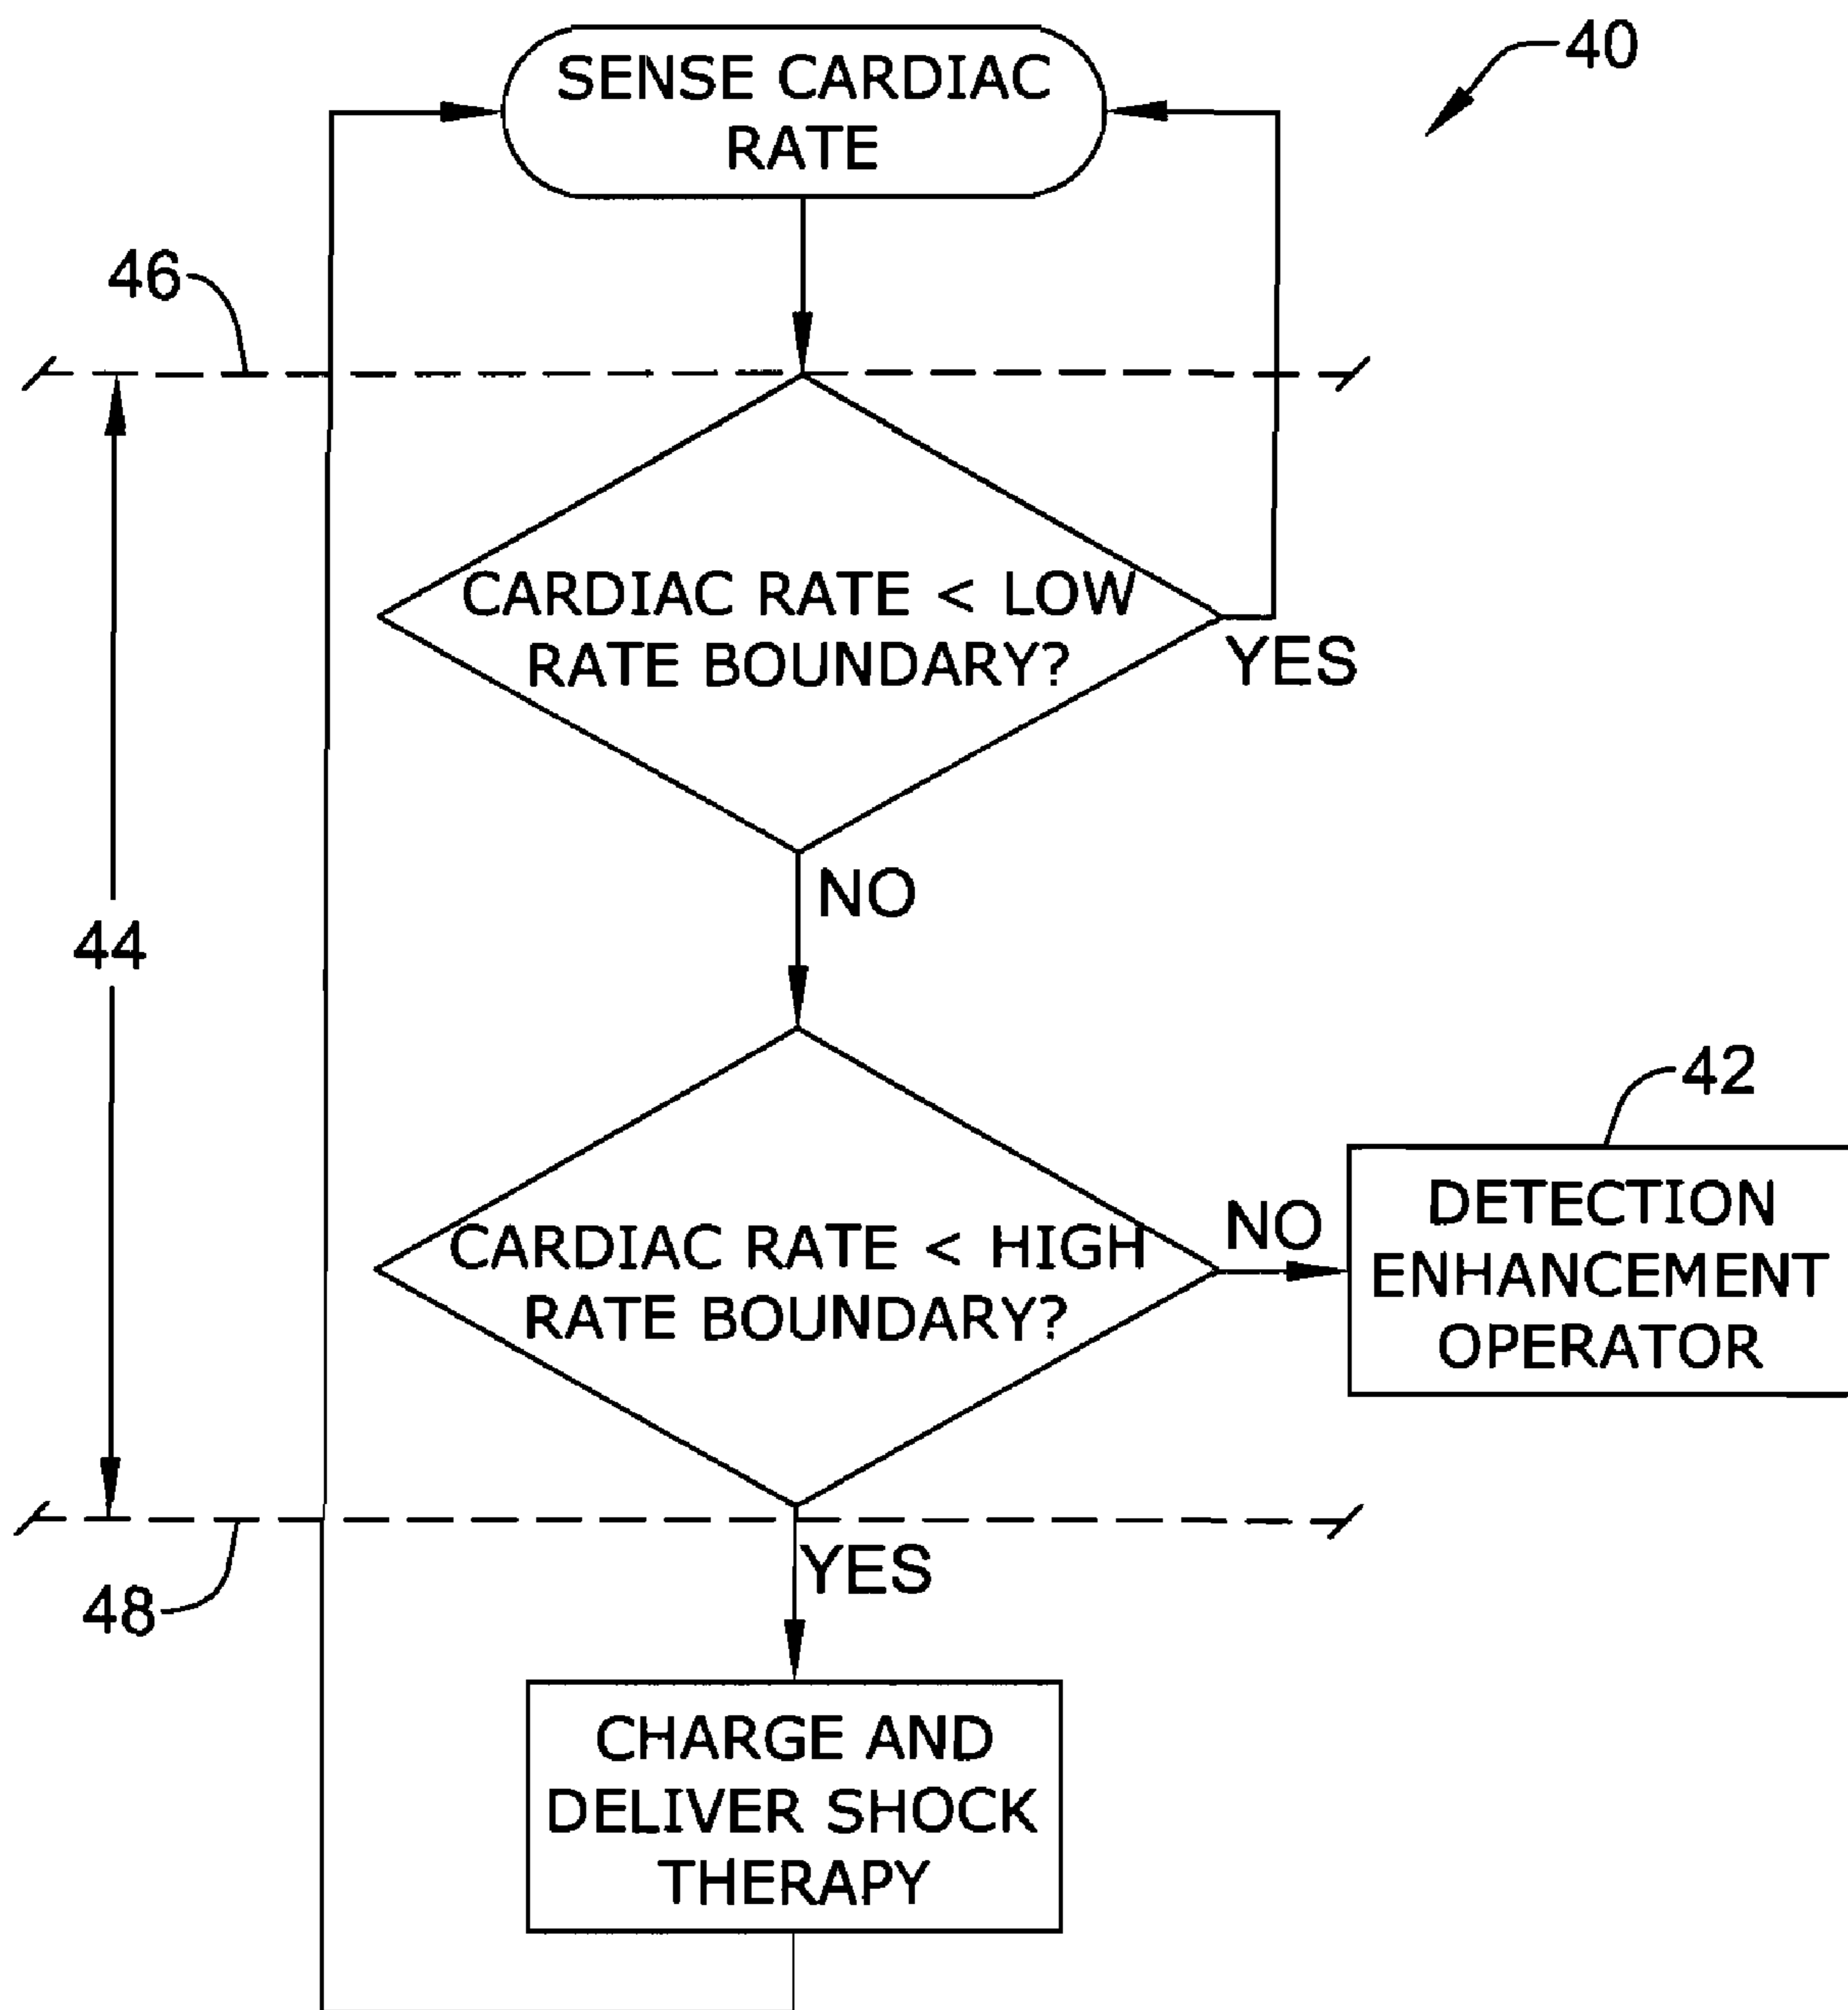 SENSE CARDIAC
RATE
40
46
CARDIAC RATE < LOW
RATE BOUNDARY?
YES
NO
44
42
CARDIAC RATE < HIGH
RATE BOUNDARY?
NO
DETECTION
ENHANCEMENT
OPERATOR
48
YES
CHARGE AND
DELIVER SHOCK
THERAPY